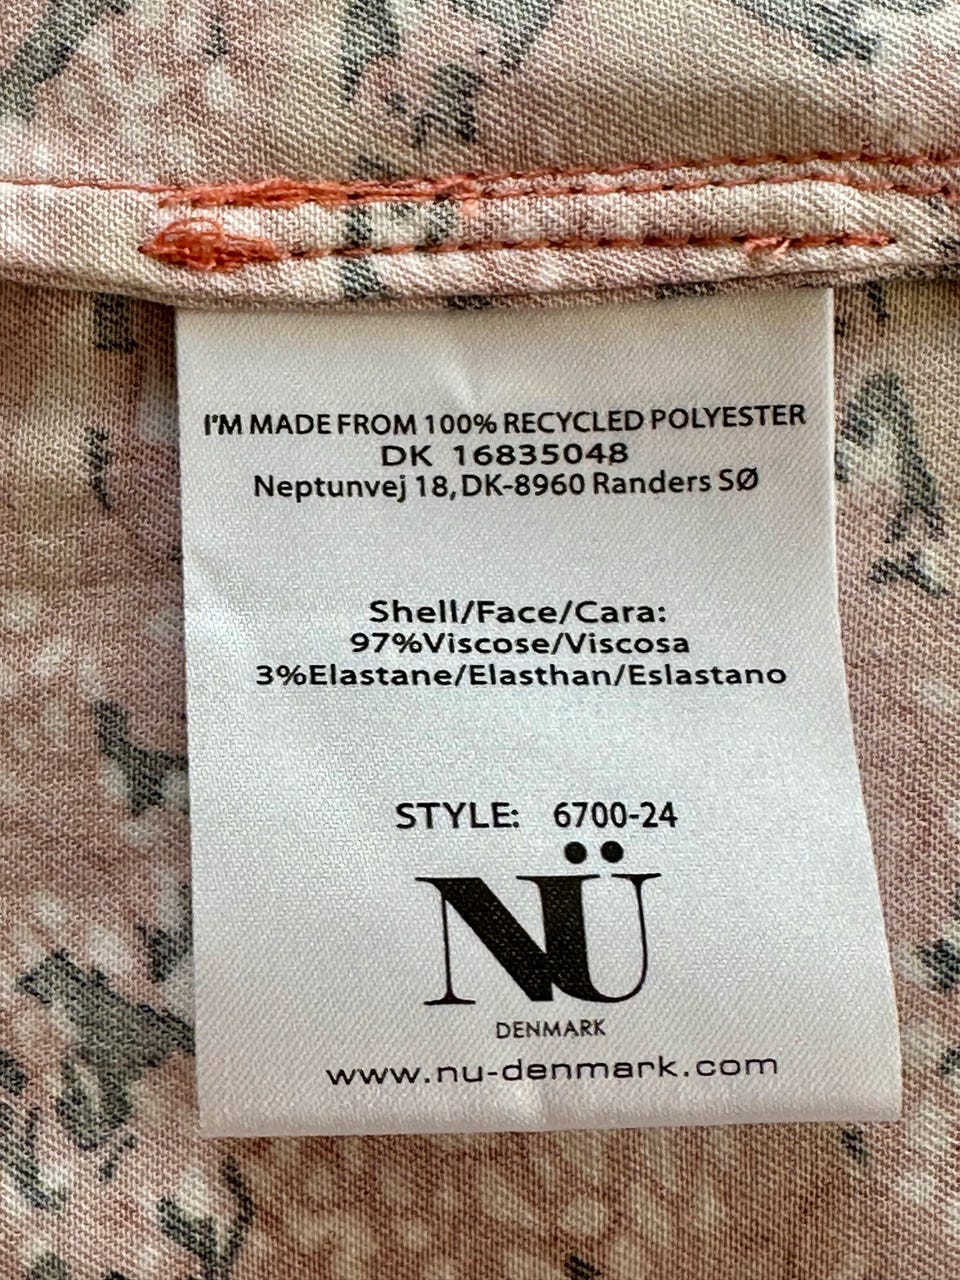 I'M MADE FROM 100% RECYCLED POLYESTER
DK 16835048
Neptunvej 18,DK-8960 Randers SØ
Shell/Face/Cara:
97%Viscose/Viscosa
3%Elastane/Elasthan/Eslastano
STYLE: 6700-24
NÜ
DENMARK
www.nu-denmark.com